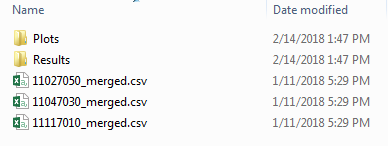 Name Date modified
Plots 2/14/2018 1:47 PM
Results 2/14/2018 1:47 PM
11027050_merged.csv 1/11/2018 5:29 PM
11047030_merged.csv 1/11/2018 5:29 PM
11117010_merged.csv 1/11/2018 5:29 PM